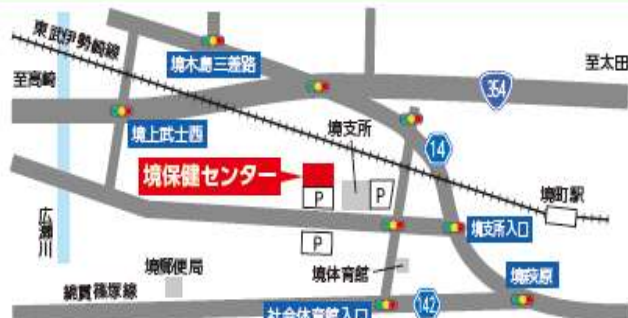 東武伊勢崎線
境木島三差路
至太田
至高崎
354
境上武士西
境支所
14
境保健センター
P
P
境町駅
広瀬川
境支所入口
P
境郵便局
境体育館
境萩原
綿貫篠塚線
142
社会体育館入口